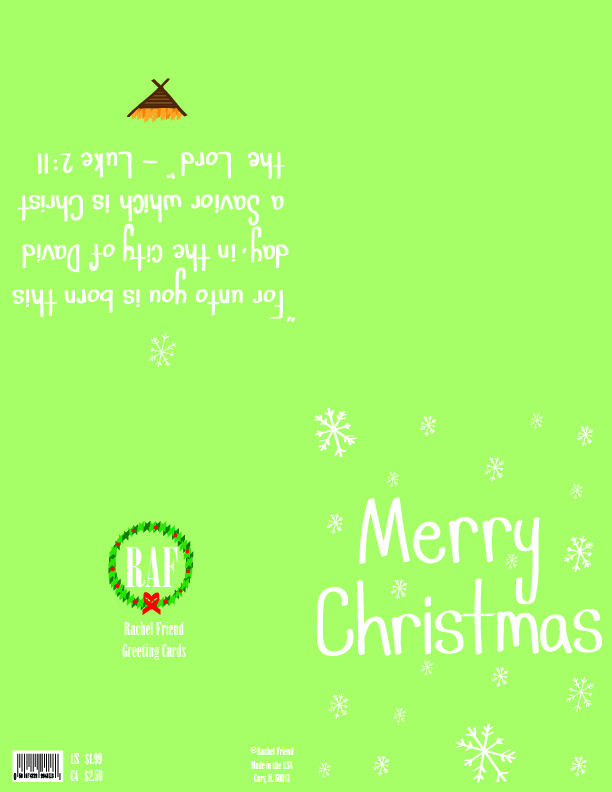 "For unto you is born this
day, in the city of David
a Savior which is Christ
the Lord" – Luke 2:11
Merry
Christmas
RAF
Rachel Friend
Greeting Cards
US $1.99
CA $2.50
©Rachel Friend
Made in the USA
Cary, IL 60013